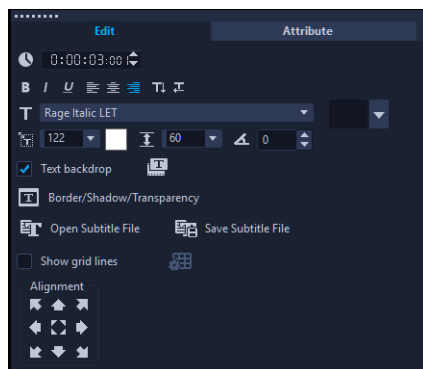 Edit Attribute
0:00:03:00
B I U
T Rage Italic LET
122 60 0
Text backdrop
Border/Shadow/Transparency
Open Subtitle File Save Subtitle File
Show grid lines
Alignment